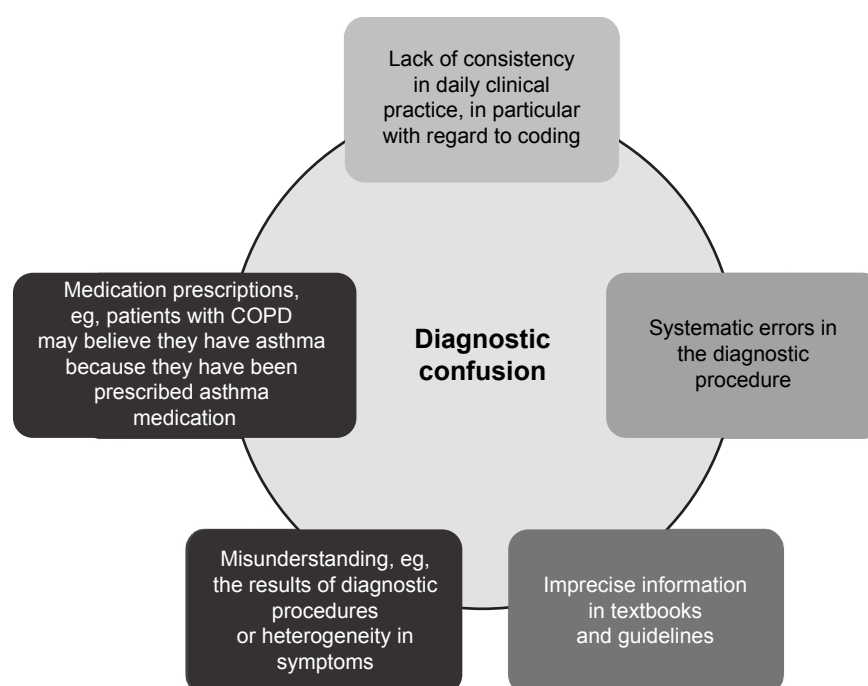 Lack of consistency
in daily clinical
practice, in particular
with regard to coding
Medication prescriptions,
eg, patients with COPD
may believe they have asthma
because they have been
prescribed asthma
medication
Diagnostic
confusion
Systematic errors in
the diagnostic
procedure
Misunderstanding, eg,
the results of diagnostic
procedures
or heterogeneity in
symptoms
Imprecise information
in textbooks
and guidelines